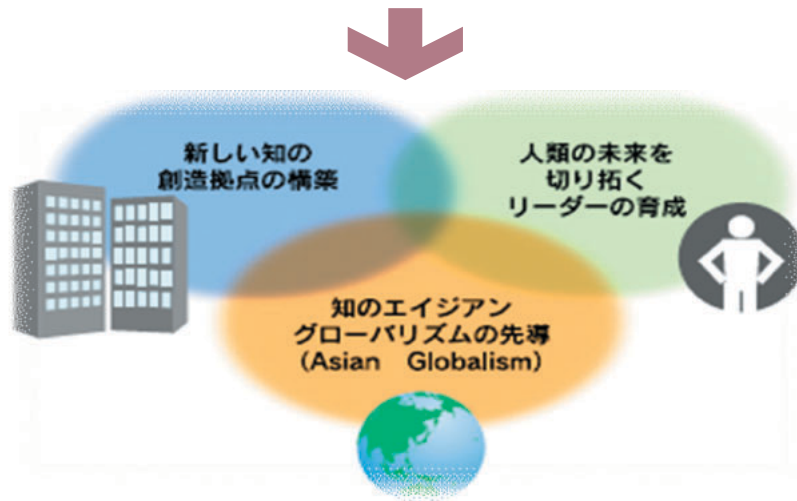 新しい知の
創造拠点の構築
人類の未来を
切り拓く
リーダーの育成
知のエイジアン
グローバリズムの先導
(Asian　Globalism)